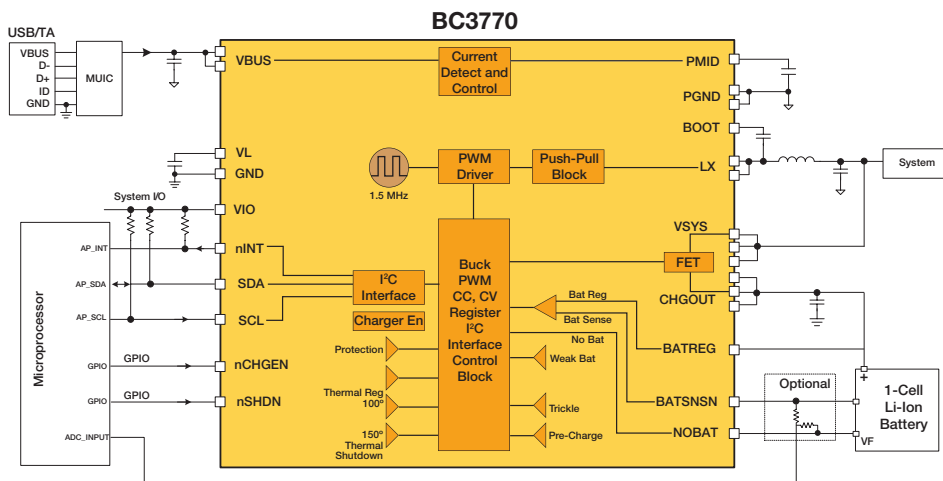 BC3770
USB/TA
VBUS
D-
D+
ID
GND
MUIC
VBUS
Current
Detect and
Control
PMID
PGND
BOOT
VL
GND
1.5 MHz
PWM
Driver
Push-Pull
Block
LX
System
System I/O
VIO
AP_INT
nINT
AP_SDA
SDA
AP_SCL
SCL
I²C
Interface
Charger En
Buck
PWM
CC, CV
Register
I²C
Interface
Control
Block
VSYS
FET
CHGOUT
Bat Reg
Bat Sense
No Bat
BATREG
Microprocessor
GPIO
GPIO
nCHGEN
GPIO
GPIO
nSHDN
ADC_INPUT
Protection
Thermal Reg
100º
150º
Thermal
Shutdown
Weak Bat
Trickle
Pre-Charge
BATSNSN
NOBAT
Optional
+
-
1-Cell
Li-Ion
Battery
VF